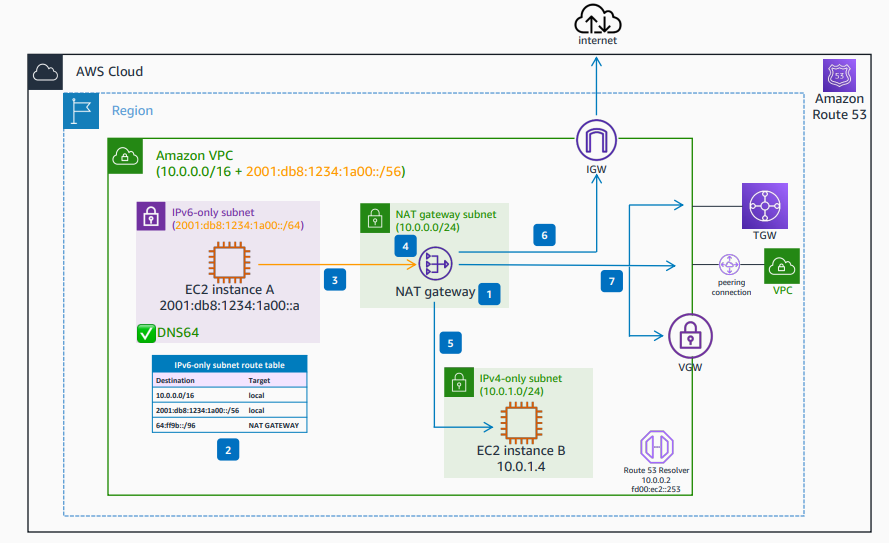 internet
AWS Cloud
Amazon
Route 53
Region
Amazon VPC
(10.0.0.0/16 + 2001:db8:1234:1a00::/56)
IGW
IPv6-only subnet
(2001:db8:1234:1a00::/64)
EC2 instance A
2001:db8:1234:1a00::a
DNS64
NAT gateway subnet
(10.0.0.0/24)
4
3
NAT gateway
1
6
7
TGW
peering
connection
VPC
VGW
5
IPv6-only subnet route table
Destination Target
10.0.0.0/16 local
2001:db8:1234:1a00::/56 local
64:ff9b::/96 NAT GATEWAY
2
IPv4-only subnet
(10.0.1.0/24)
EC2 instance B
10.0.1.4
Route 53 Resolver
10.0.0.2
fd00:ec2::253
53